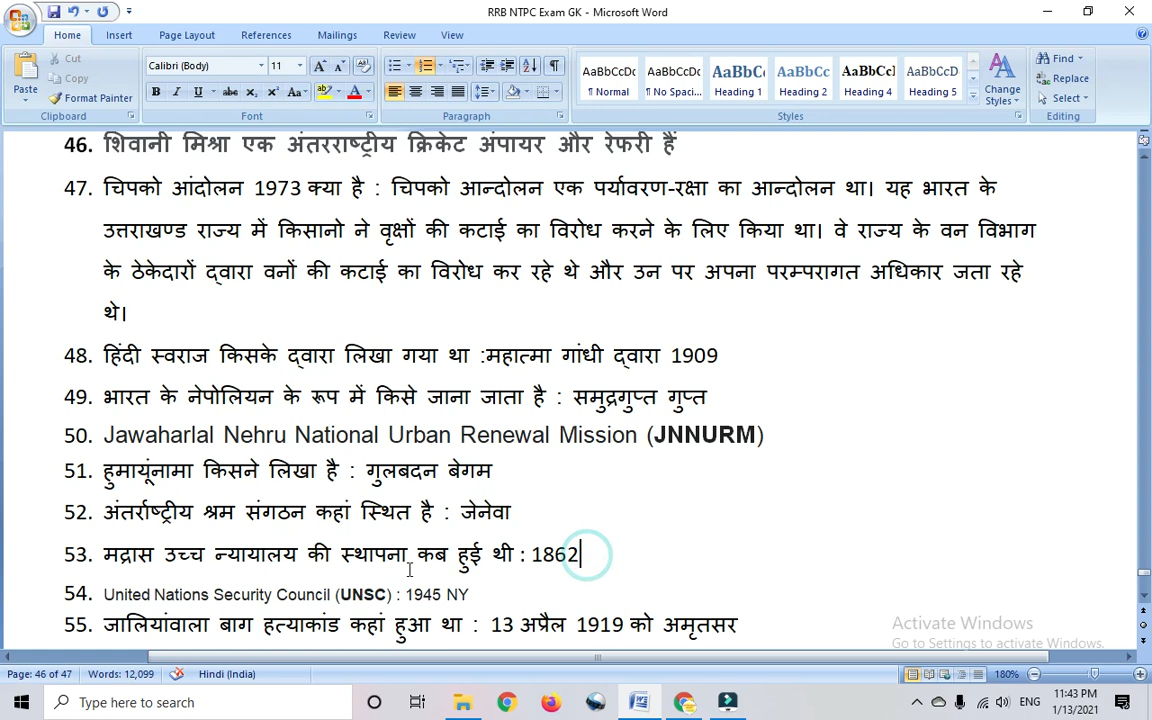 RRB NTPC Exam GK - Microsoft Word
Home Insert Page Layout References Mailings Review View
Paste Cut Copy Format Painter Clipboard
Calibri (Body) 11 Font
Paragraph
AaBbCcDc AaBbCcDc AaBbC AaBbCc AaBbCcI AaBbCcD
¶ Normal ¶ No Spaci... Heading 1 Heading 2 Heading 4 Heading 5 Change Styles Styles
Find Replace Select Editing
46. शिवानी मिश्रा एक अंतरराष्ट्रीय क्रिकेट अंपायर और रेफरी हैं
47. चिपको आंदोलन 1973 क्या है : चिपको आन्दोलन एक पर्यावरण-रक्षा का आन्दोलन था। यह भारत के
उत्तराखण्ड राज्य में किसानो ने वृक्षों की कटाई का विरोध करने के लिए किया था। वे राज्य के वन विभाग
के ठेकेदारों द्वारा वनों की कटाई का विरोध कर रहे थे और उन पर अपना परम्परागत अधिकार जता रहे
थे।
48. हिंदी स्वराज किसके द्वारा लिखा गया था :महात्मा गांधी द्वारा 1909
49. भारत के नेपोलियन के रूप में किसे जाना जाता है : समुद्रगुप्त गुप्त
50. Jawaharlal Nehru National Urban Renewal Mission (JNNURM)
51. हुमायूंनामा किसने लिखा है : गुलबदन बेगम
52. अंतर्राष्ट्रीय श्रम संगठन कहां स्थित है : जेनेवा
53. मद्रास उच्च न्यायालय की स्थापना कब हुई थी : 1862
54. United Nations Security Council (UNSC) : 1945 NY
55. जालियांवाला बाग हत्याकांड कहां हुआ था : 13 अप्रैल 1919 को अमृतसर
Activate Windows
Go to Settings to activate Windows.
Page: 46 of 47 Words: 12,099 Hindi (India) 180%
Type here to search
ENG 11:43 PM
1/13/2021